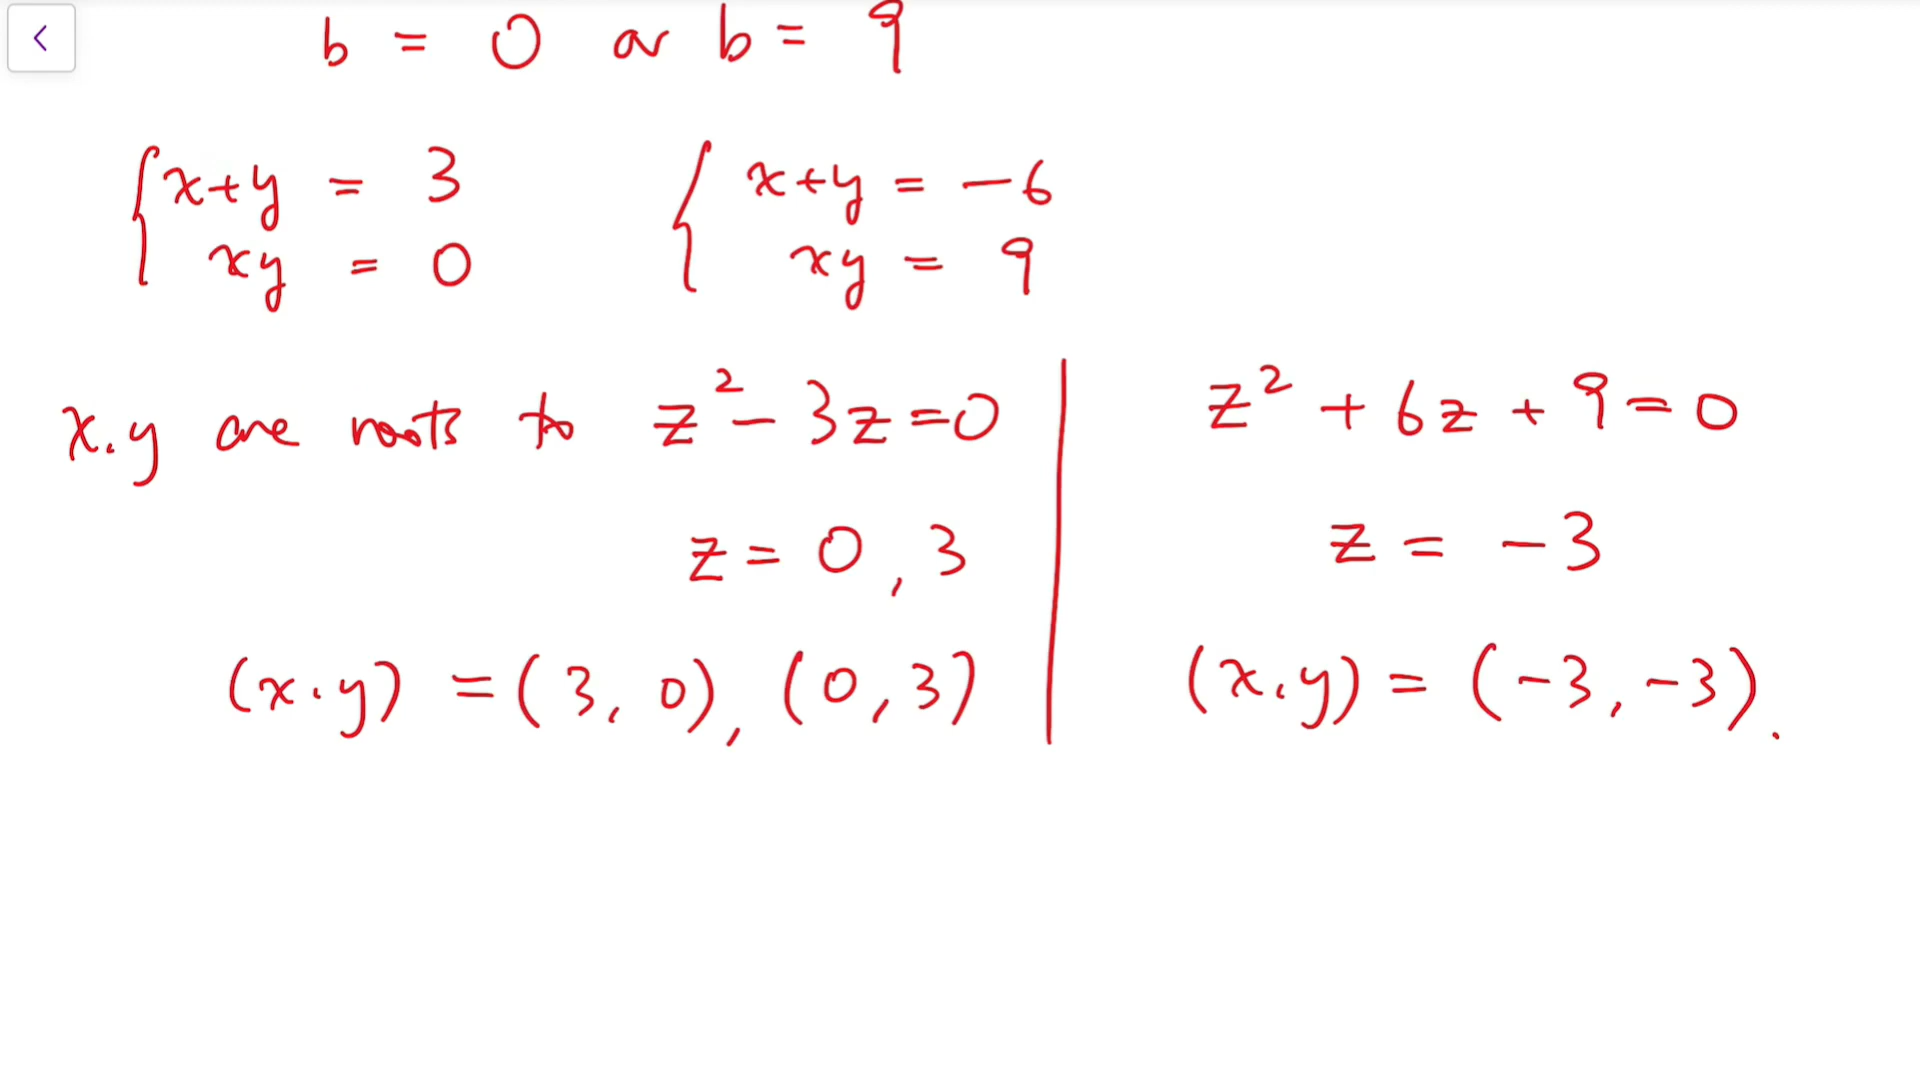 b = 0 or b = 9
{ x+y = 3 { x+y = -6
xy = 0 xy = 9
x,y are roots to z² - 3z = 0 | z² + 6z + 9 = 0
z = 0, 3 z = -3
(x,y) = (3, 0), (0, 3) (x,y) = (-3, -3).